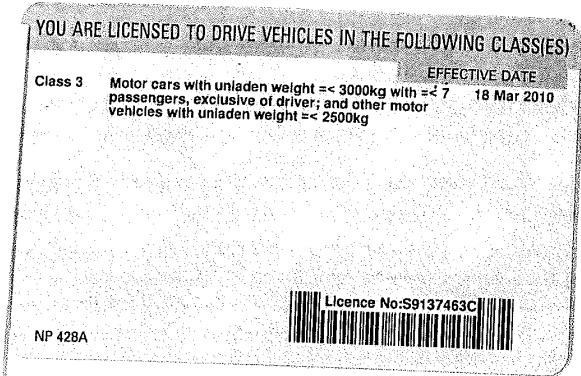 YOU ARE LICENSED TO DRIVE VEHICLES IN THE FOLLOWING CLASS(ES)
EFFECTIVE DATE
Class 3 Motor cars with unladen weight =< 3000kg with =< 7 18 Mar 2010
passengers, exclusive of driver; and other motor
vehicles with unladen weight =< 2500kg
Licence No:S9137463C
NP 428A